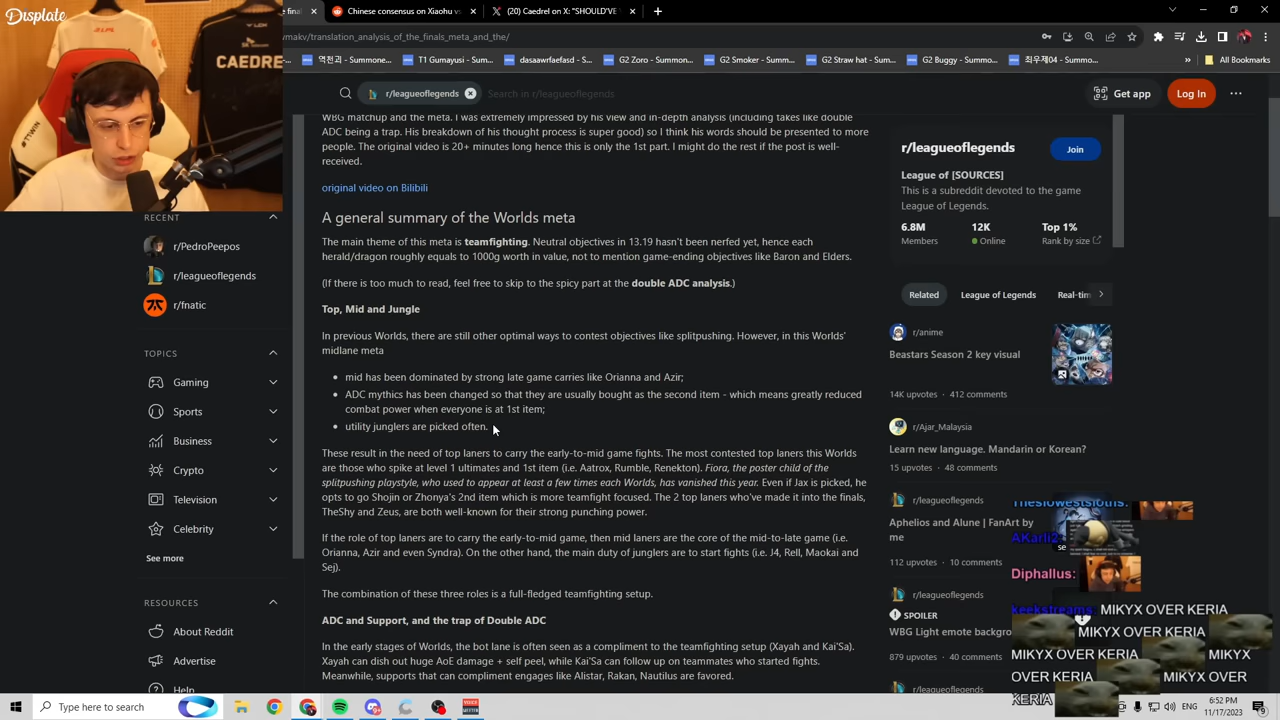 Displate
CAEDRE
Chinese consensus on Xiaohu v
(20) Caedrel on X: "SHOULD'VE
makv/translation_analysis_of_the_finals_meta_and_the/
역천괴 - Summon...
T1 Gumayusi - Summ...
dasaawrfaefasd - S...
G2 Zoro - Summon...
G2 Smoker - Summ...
G2 Straw hat - Sum...
G2 Buggy - Summo...
최우제04 - Summo...
All Bookmarks
r/leagueoflegends
Search in r/leagueoflegends
Get app
Log In
WBG matchup and the meta. I was extremely impressed by his view and in-depth analysis (including takes like double
ADC being a trap. His breakdown of his thought process is super good) so I think his words should be presented to more
people. The original video is 20+ minutes long hence this is only the 1st part. I might do the rest if the post is well-
received.
original video on Bilibili
A general summary of the Worlds meta
The main theme of this meta is teamfighting. Neutral objectives in 13.19 hasn't been nerfed yet, hence each
herald/dragon roughly equals to 1000g worth in value, not to mention game-ending objectives like Baron and Elders.
(If there is too much to read, feel free to skip to the spicy part at the double ADC analysis.)
Top, Mid and Jungle
In previous Worlds, there are still other optimal ways to contest objectives like splitpushing. However, in this Worlds'
midlane meta
• mid has been dominated by strong late game carries like Orianna and Azir;
• ADC mythics has been changed so that they are usually bought as the second item - which means greatly reduced
combat power when everyone is at 1st item;
• utility junglers are picked often.
These result in the need of top laners to carry the early-to-mid game fights. The most contested top laners this Worlds
are those who spike at level 1 ultimates and 1st item (i.e. Aatrox, Rumble, Renekton). Fiora, the poster child of the
splitpushing playstyle, who used to appear at least a few times each Worlds, has vanished this year. Even if Jax is picked, he
opts to go Shojin or Zhonya's 2nd item which is more teamfight focused. The 2 top laners who've made it into the finals,
TheShy and Zeus, are both well-known for their strong punching power.
If the role of top laners are to carry the early-to-mid game, then mid laners are the core of the mid-to-late game (i.e.
Orianna, Azir and even Syndra). On the other hand, the main duty of junglers are to start fights (i.e. J4, Rell, Maokai and
Sej).
The combination of these three roles is a full-fledged teamfighting setup.
ADC and Support, and the trap of Double ADC
In the early stages of Worlds, the bot lane is often seen as a compliment to the teamfighting setup (Xayah and Kai'Sa).
Xayah can dish out huge AoE damage + self peel, while Kai'Sa can follow up on teammates who started fights.
Meanwhile, supports that can compliment engages like Alistar, Rakan, Nautilus are favored.
RECENT
r/PedroPeepos
r/leagueoflegends
r/fnatic
TOPICS
Gaming
Sports
Business
Crypto
Television
Celebrity
See more
RESOURCES
About Reddit
Advertise
Help
r/leagueoflegends
Join
League of [SOURCES]
This is a subreddit devoted to the game
League of Legends.
6.8M
12K
Top 1%
Members
Online
Rank by size
Related
League of Legends
Real-tim
r/anime
Beastars Season 2 key visual
14K upvotes · 412 comments
r/Ajar_Malaysia
Learn new language. Mandarin or Korean?
15 upvotes · 48 comments
r/leagueoflegends
Aphelios and Alune | FanArt by
me
112 upvotes · 10 comments
r/leagueoflegends
SPOILER
WBG Light emote backgro
879 upvotes · 40 comments
r/leagueoflegends
Theslowestsloths:
AKarli2
Diphallus:
keekstreams: MIKYX OVER KERIA
MIKYX OVER KERIA
MIKYX OVER KERIA MIKYX
OVER KERIA MIKYX OVER
KERIA
Type here to search
6:52 PM
11/17/2023